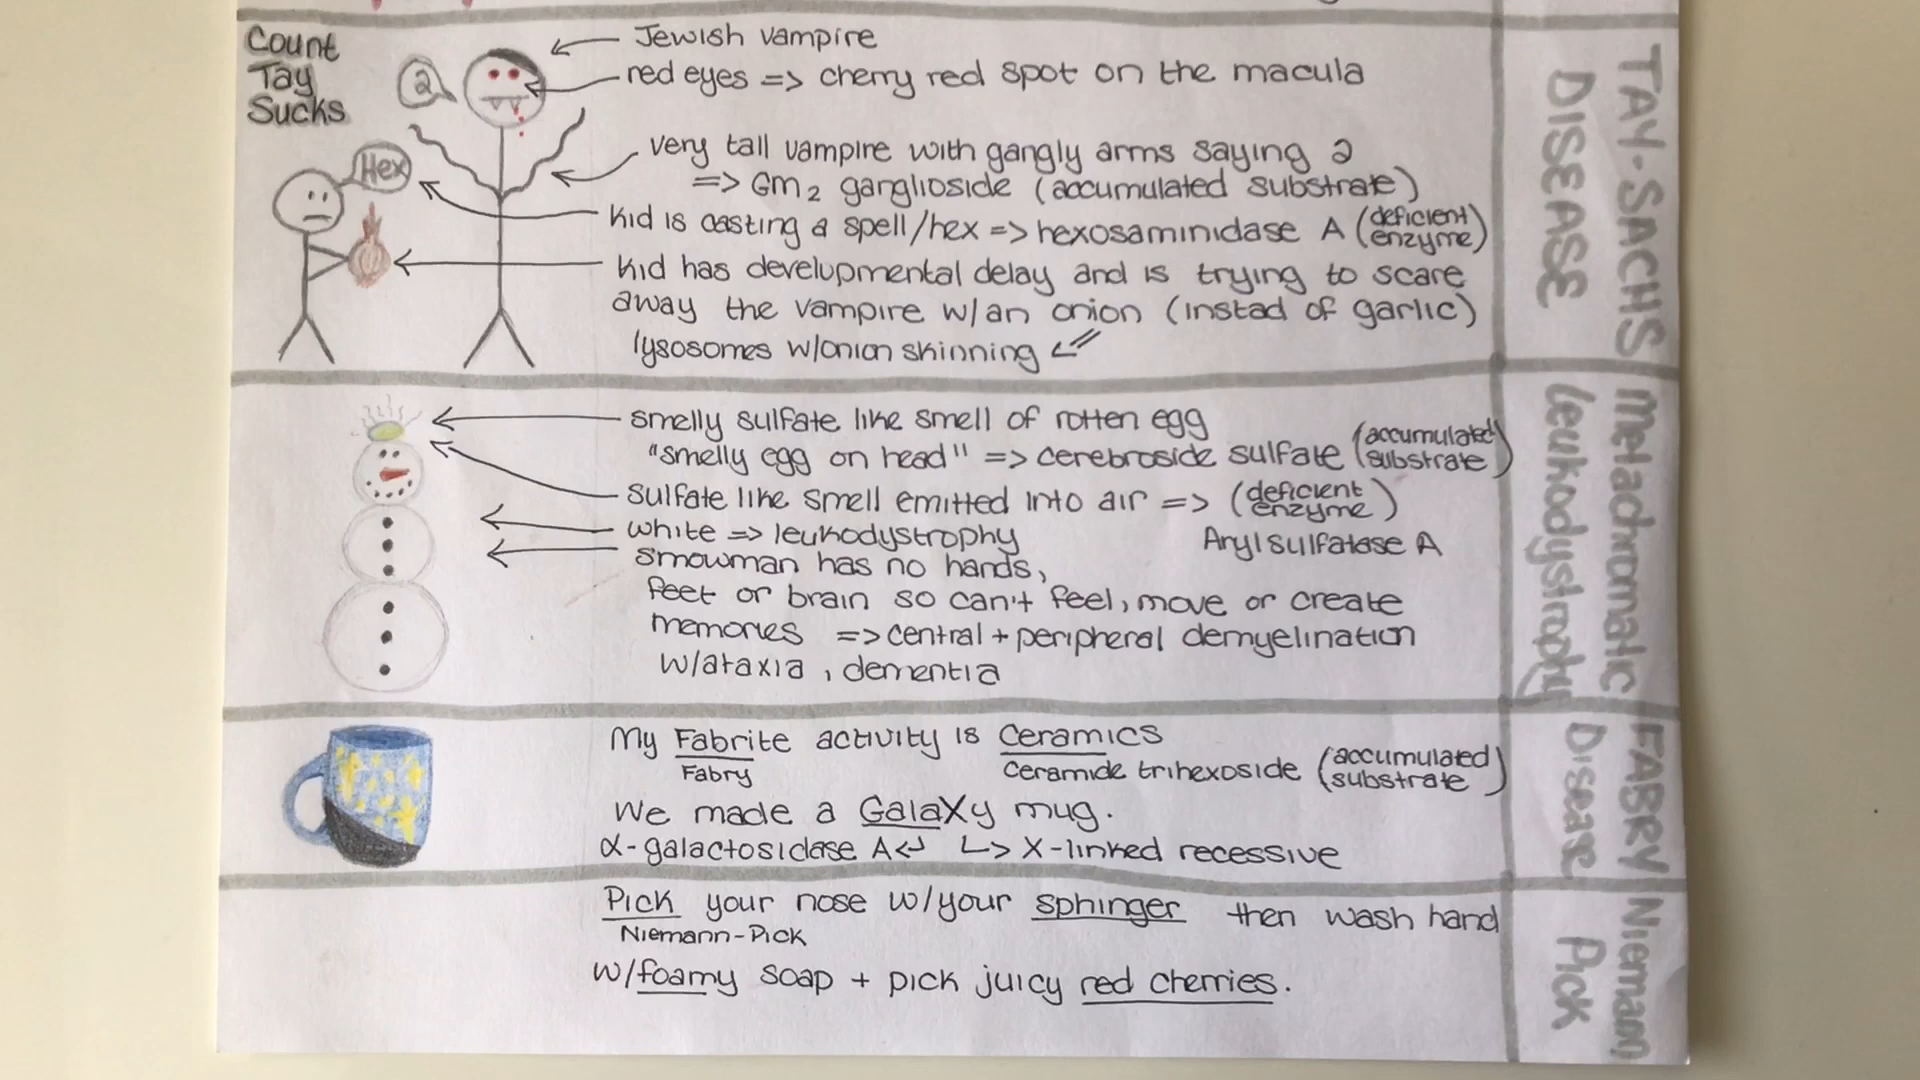 Count
Tay
Sucks
2
Hex
Jewish vampire
red eyes => cherry red spot on the macula
very tall vampire with gangly arms saying 2
=> GM2 ganglioside (accumulated substrate)
Kid is casting a spell/hex => hexosaminidase A (deficient enzyme)
Kid has developmental delay and is trying to scare
away the vampire w/an onion (instad of garlic)
lysosomes w/onion skinning
TAY-SACHS
DISEASE
smelly sulfate like smell of rotten egg
"smelly egg on head" => cerebroside sulfate (accumulated substrate)
sulfate like smell emitted into air => (deficient enzyme)
white => leukodystrophy
Arylsulfatase A
smowman has no hands,
feet or brain so can't feel, move or create
memories => central + peripheral demyelination
w/ataxia, dementia
Metachromatic
Leukodystrophy
My Fabrite activity is Ceramics
Fabry
Ceramide trihexoside (accumulated substrate)
We made a GalaXy mug.
α-galactosidase A
X-linked recessive
FABRY
Disease
Pick your nose w/your sphinger then wash hand
Niemann-Pick
w/foamy soap + pick juicy red cherries.
Niemann
Pick